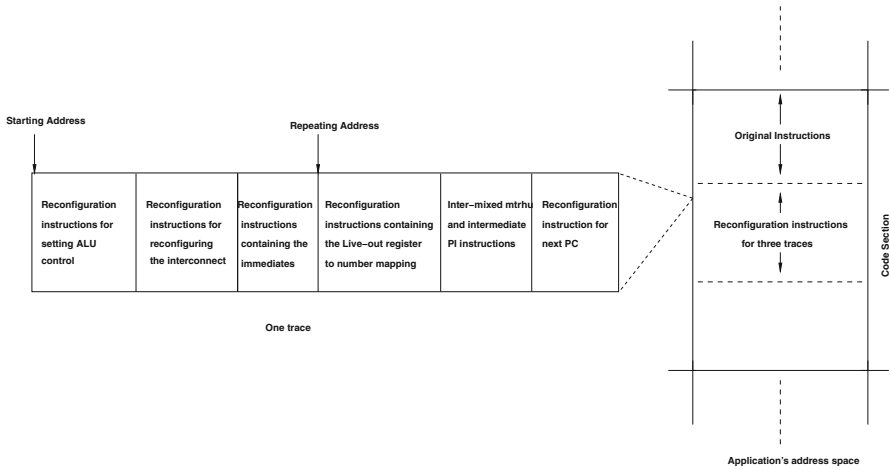 Starting Address
Repeating Address
Reconfiguration
instructions for
setting ALU
control
Reconfiguration
instructions for
reconfiguring
the interconnect
Reconfiguration
instructions
containing the
immediates
Reconfiguration
instructions containing
the Live-out register
to number mapping
Inter-mixed mtrhu
and intermediate
PI instructions
Reconfiguration
instruction for
next PC
One trace
Original Instructions
Reconfiguration instructions
for three traces
Code Section
Application's address space